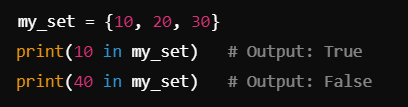 my_set = {10, 20, 30}
print(10 in my_set)   # Output: True
print(40 in my_set)   # Output: False